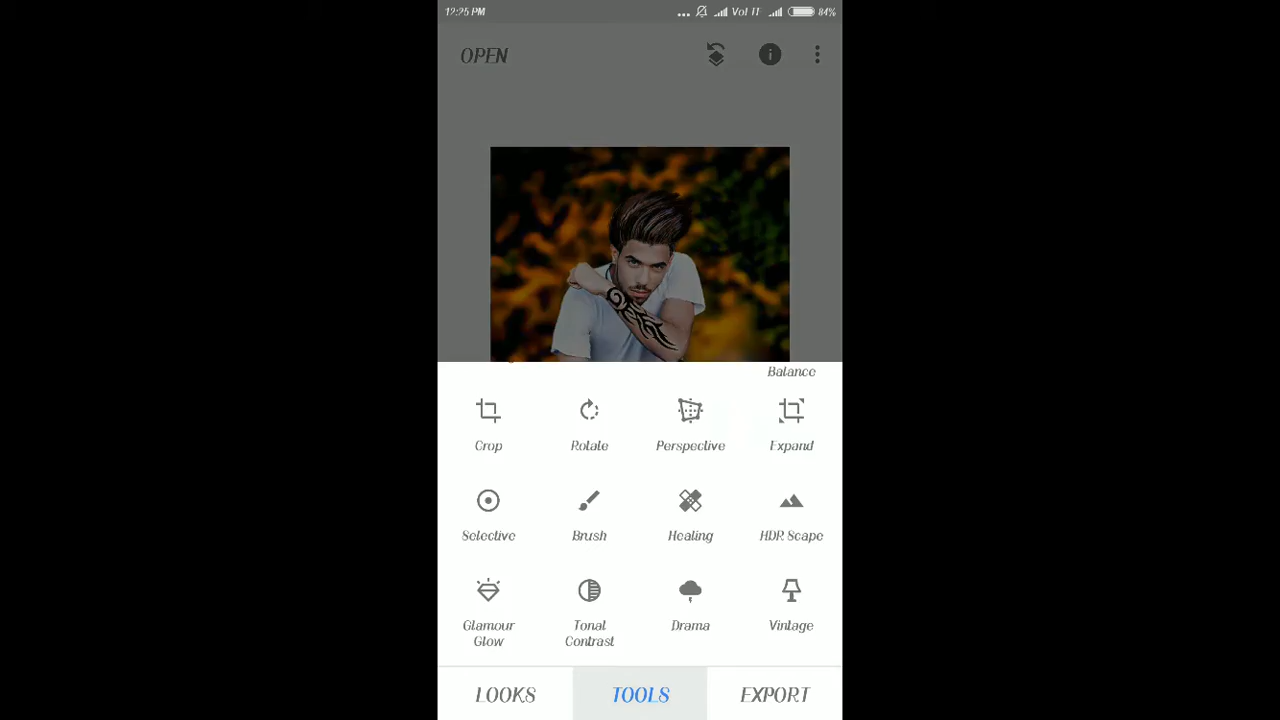 12:25 PM
... Vol TF 84%
OPEN
Balance
Crop
Rotate
Perspective
Expand
Selective
Brush
Healing
HDR Scape
Glamour
Glow
Tonal
Contrast
Drama
Vintage
LOOKS
TOOLS
EXPORT